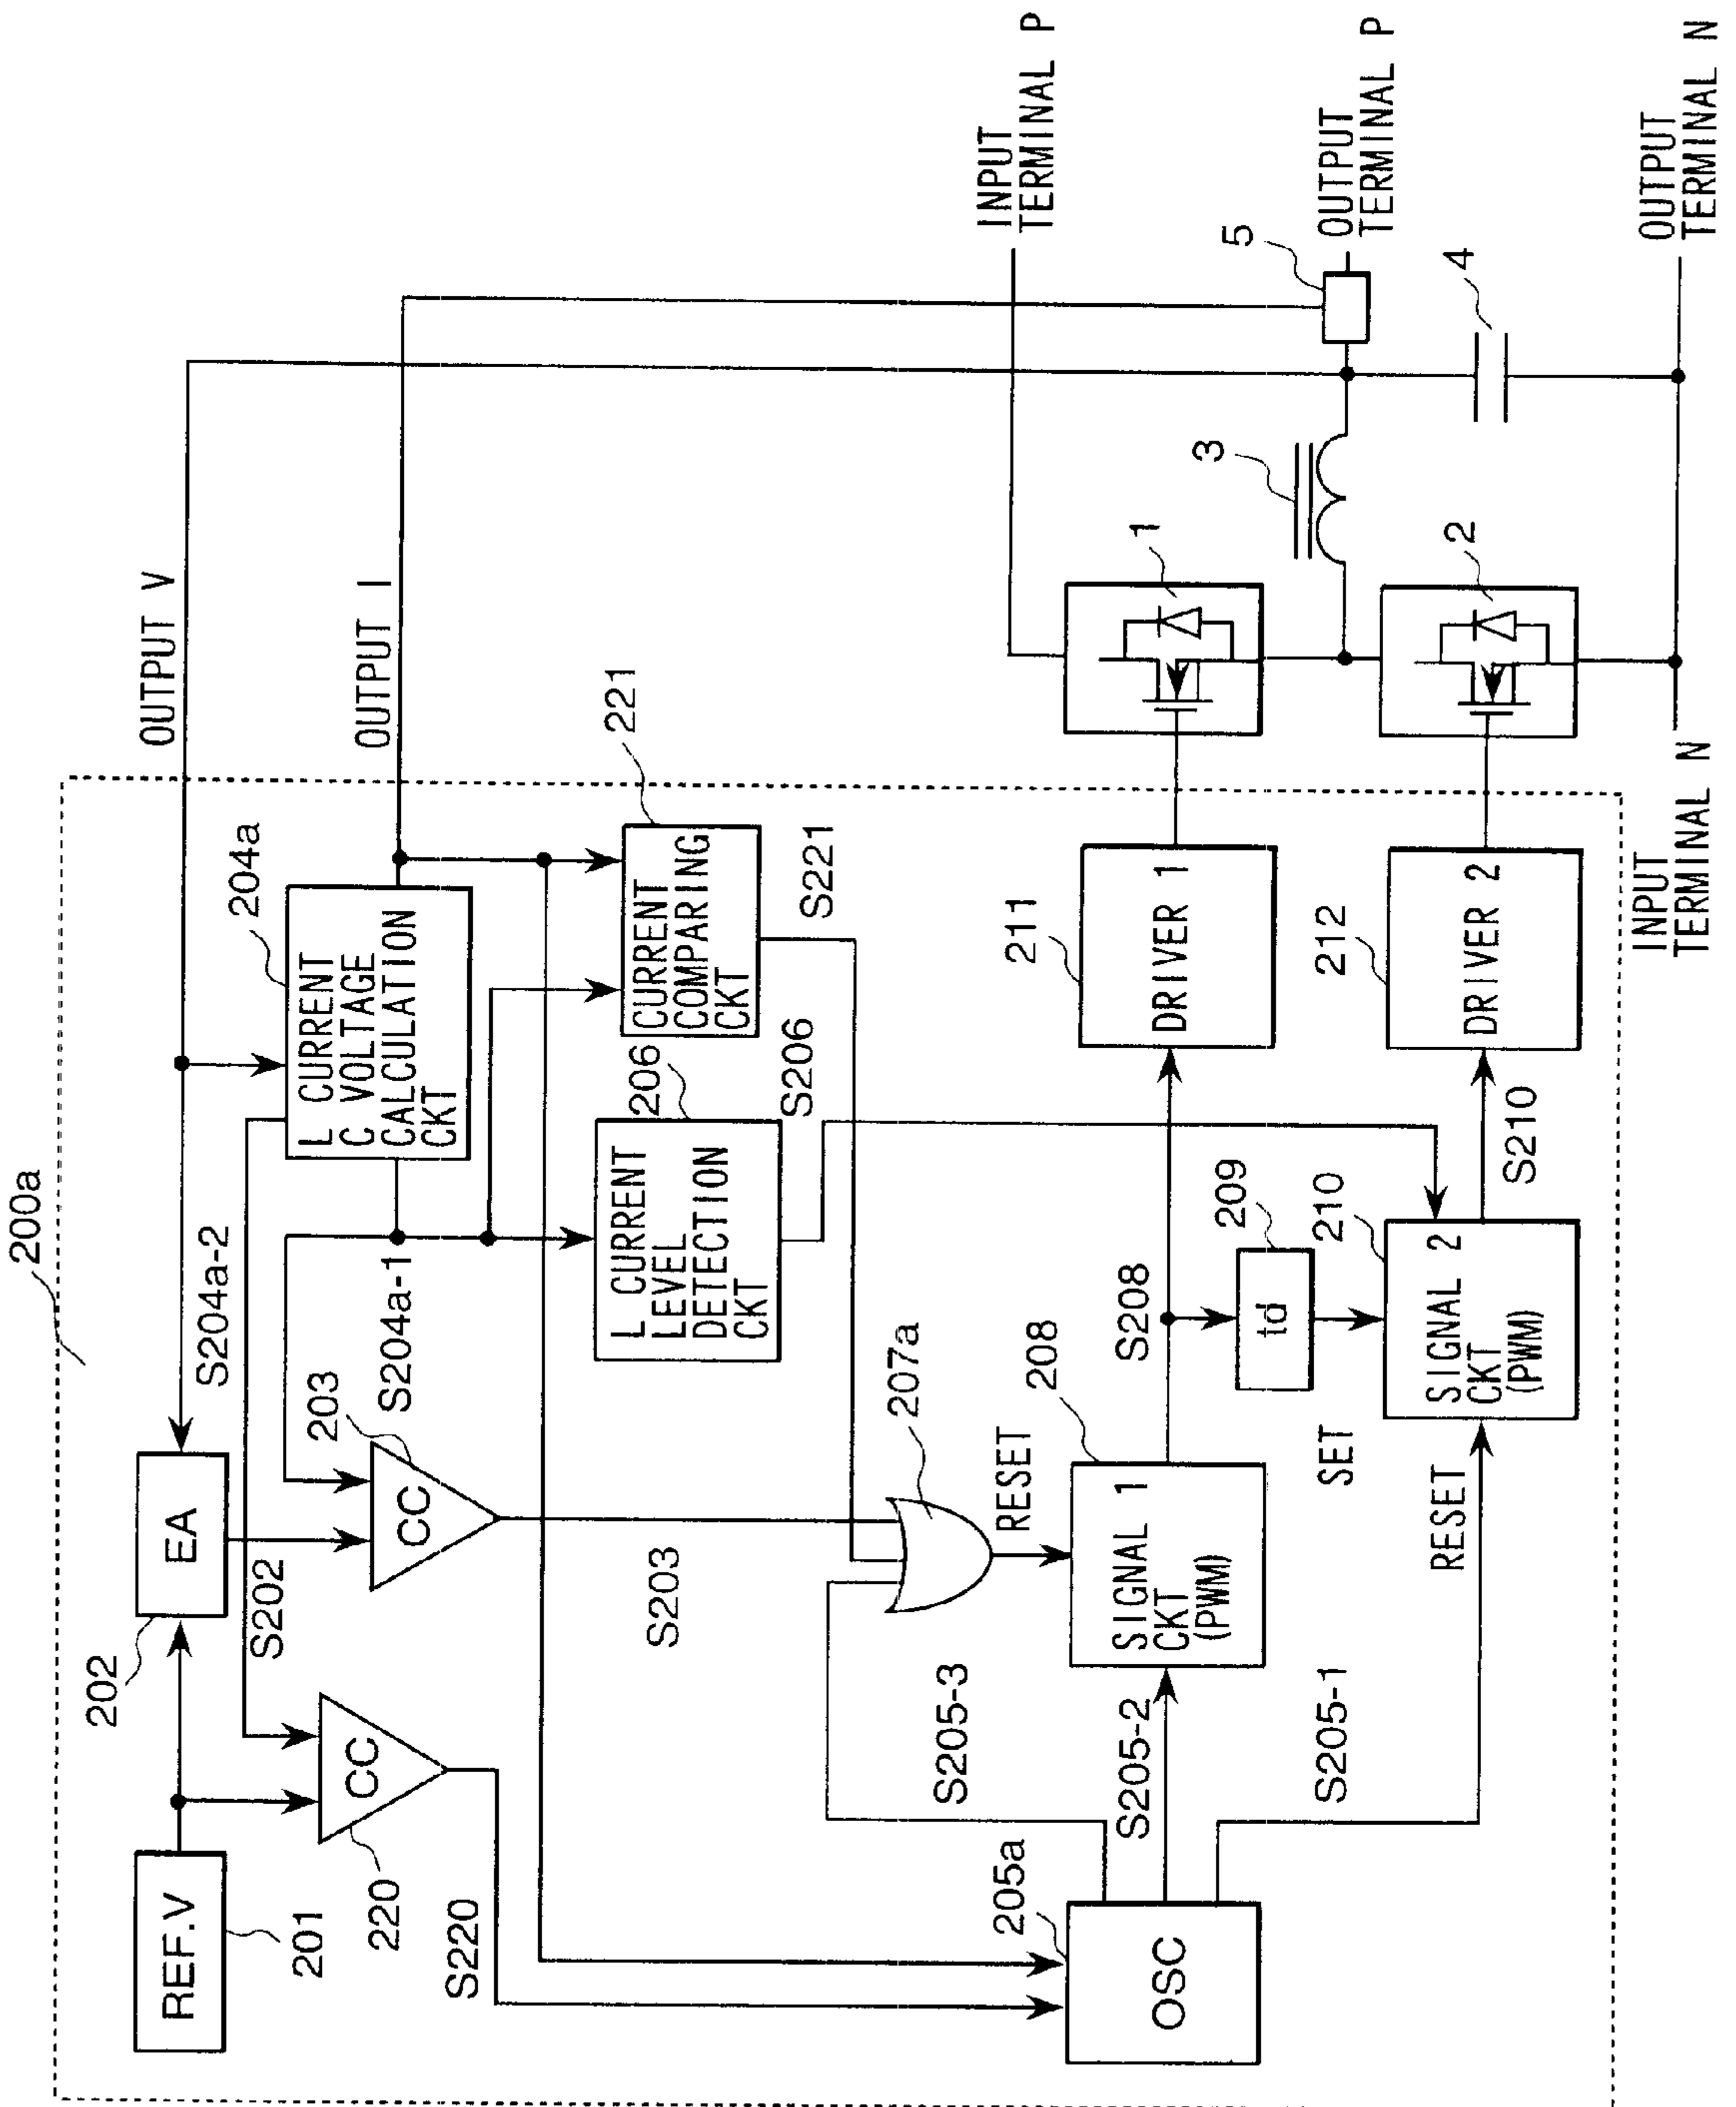 200a
OUTPUT V
OUTPUT I
REF.V
201
EA
202
S202
S204a-2
L CURRENT
C VOLTAGE
CALCULATION
CKT
204a
S204a-1
CC
220
S220
CC
203
S203
L CURRENT
LEVEL
DETECTION
CKT
206
S206
CURRENT
COMPARING
CKT
221
S221
207a
RESET
OSC
205a
S205-3
S205-2
S205-1
SIGNAL 1
CKT
(PWM)
208
S208
td
209
SET
RESET
SIGNAL 2
CKT
(PWM)
210
S210
DRIVER 1
211
DRIVER 2
212
1
2
3
4
5
INPUT
TERMINAL P
OUTPUT
TERMINAL P
OUTPUT
TERMINAL N
INPUT
TERMINAL N